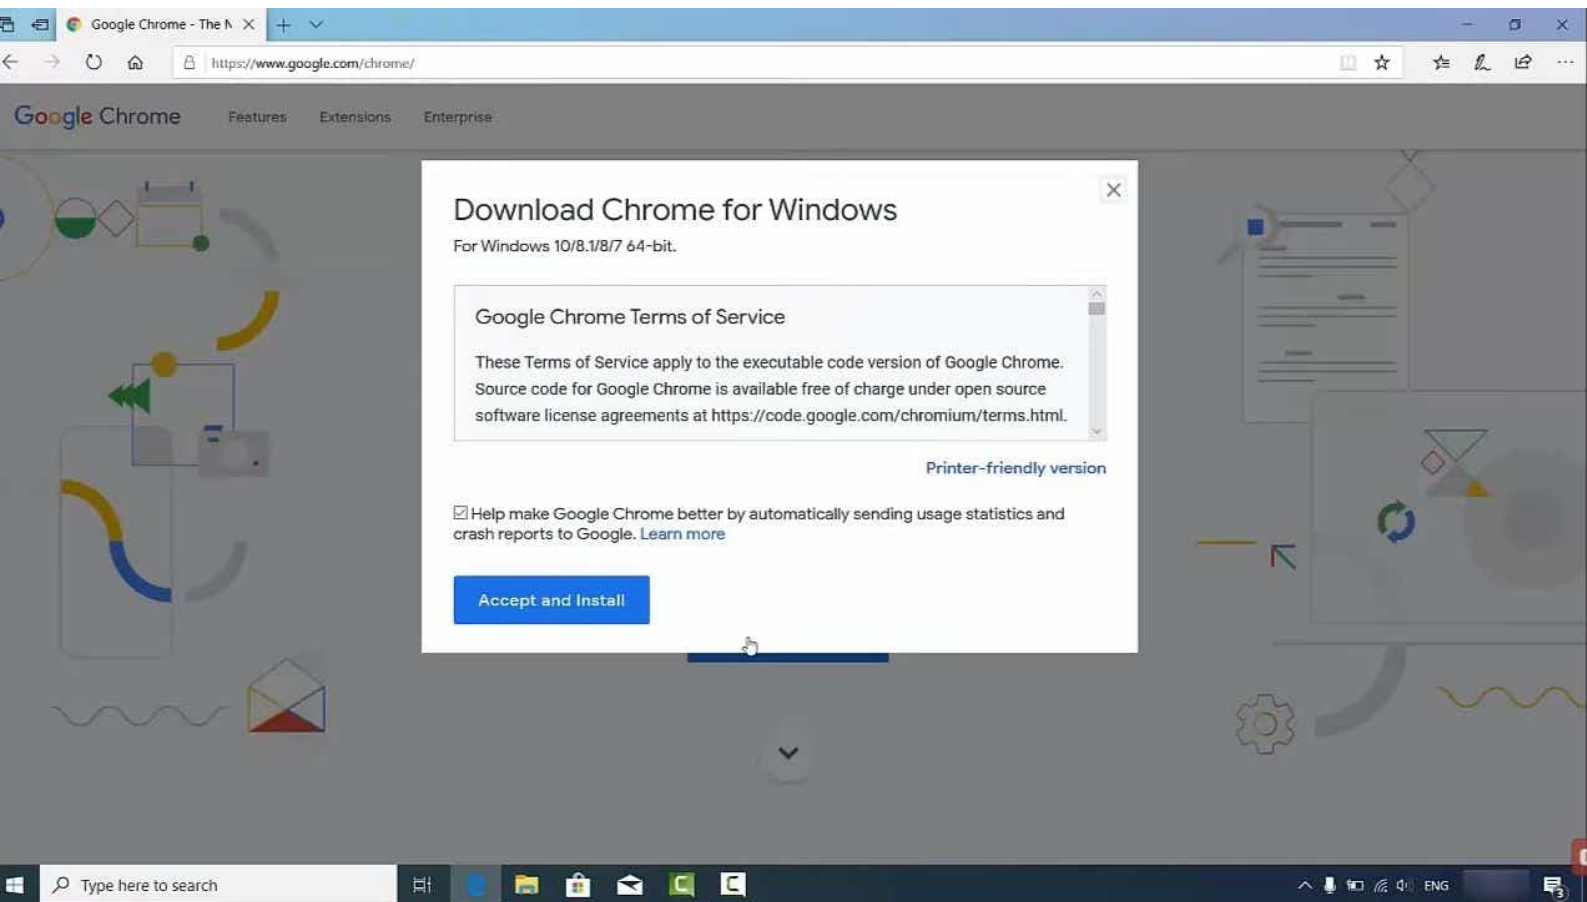 Google Chrome - The N
https://www.google.com/chrome/
Google Chrome
Features
Extensions
Enterprise
Download Chrome for Windows
For Windows 10/8.1/8/7 64-bit.
Google Chrome Terms of Service
These Terms of Service apply to the executable code version of Google Chrome.
Source code for Google Chrome is available free of charge under open source
software license agreements at https://code.google.com/chromium/terms.html.
Printer-friendly version
Help make Google Chrome better by automatically sending usage statistics and
crash reports to Google. Learn more
Accept and Install
Type here to search
ENG
3